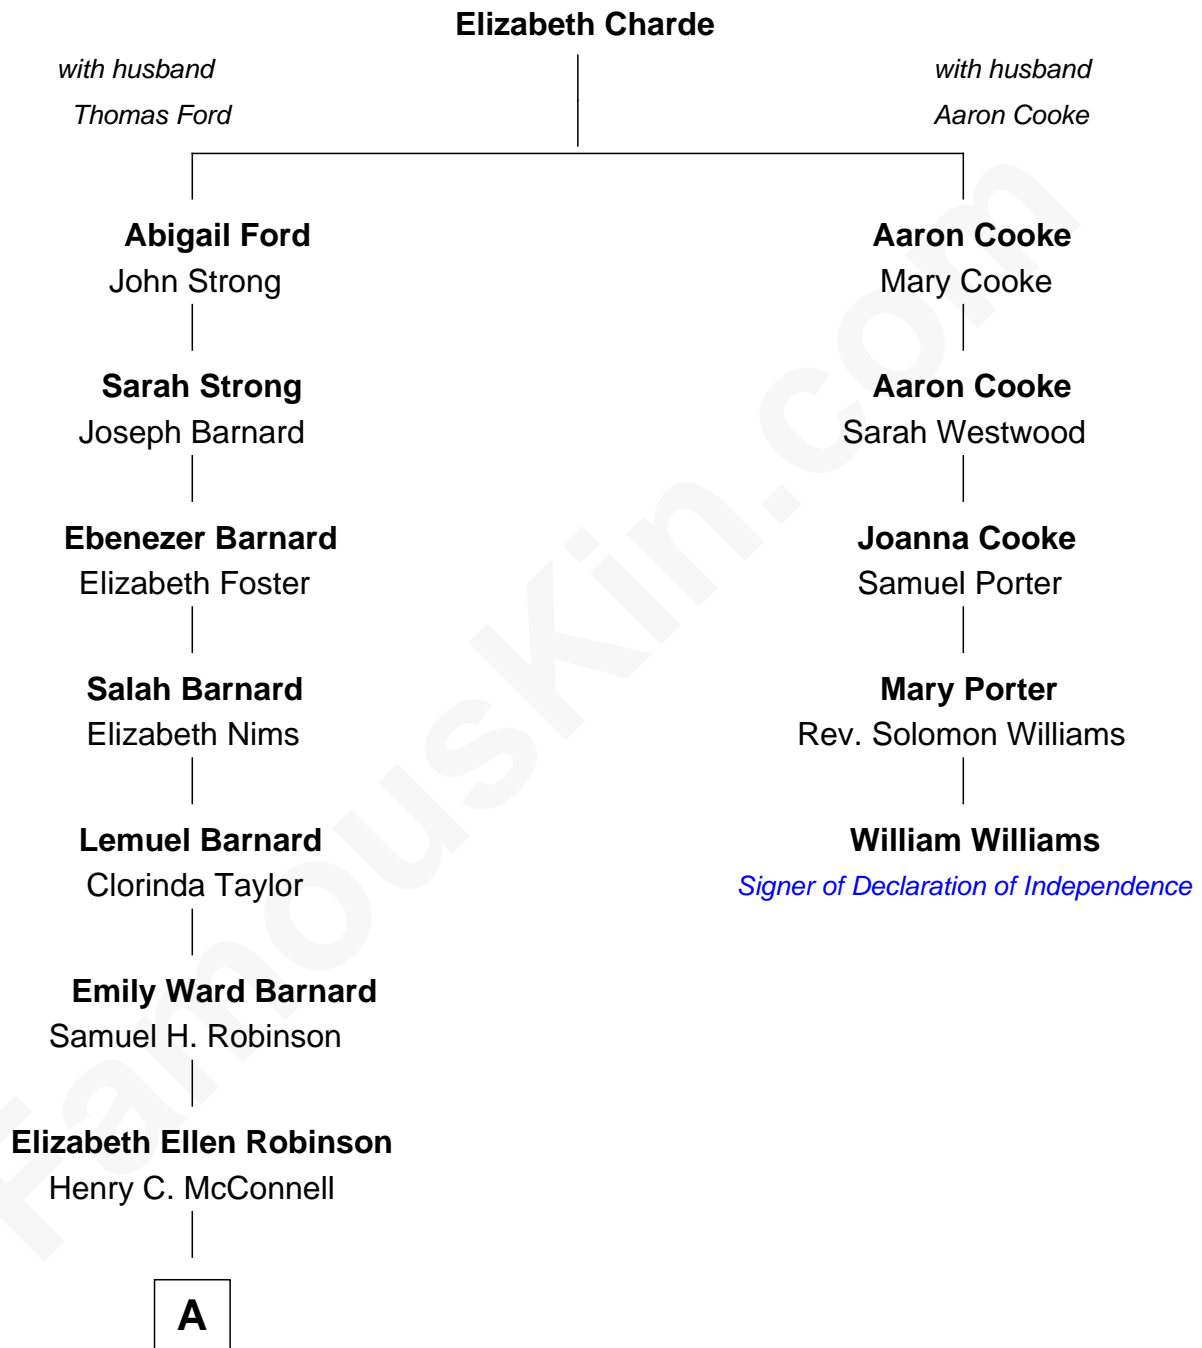 Elizabeth Charde
with husband
Thomas Ford
with husband
Aaron Cooke
Abigail Ford
John Strong
Aaron Cooke
Mary Cooke
Sarah Strong
Joseph Barnard
Aaron Cooke
Sarah Westwood
Ebenezer Barnard
Elizabeth Foster
Joanna Cooke
Samuel Porter
Salah Barnard
Elizabeth Nims
Mary Porter
Rev. Solomon Williams
Lemuel Barnard
Clorinda Taylor
William Williams
Signer of Declaration of Independence
Emily Ward Barnard
Samuel H. Robinson
Elizabeth Ellen Robinson
Henry C. McConnell
A
FamousKin.com